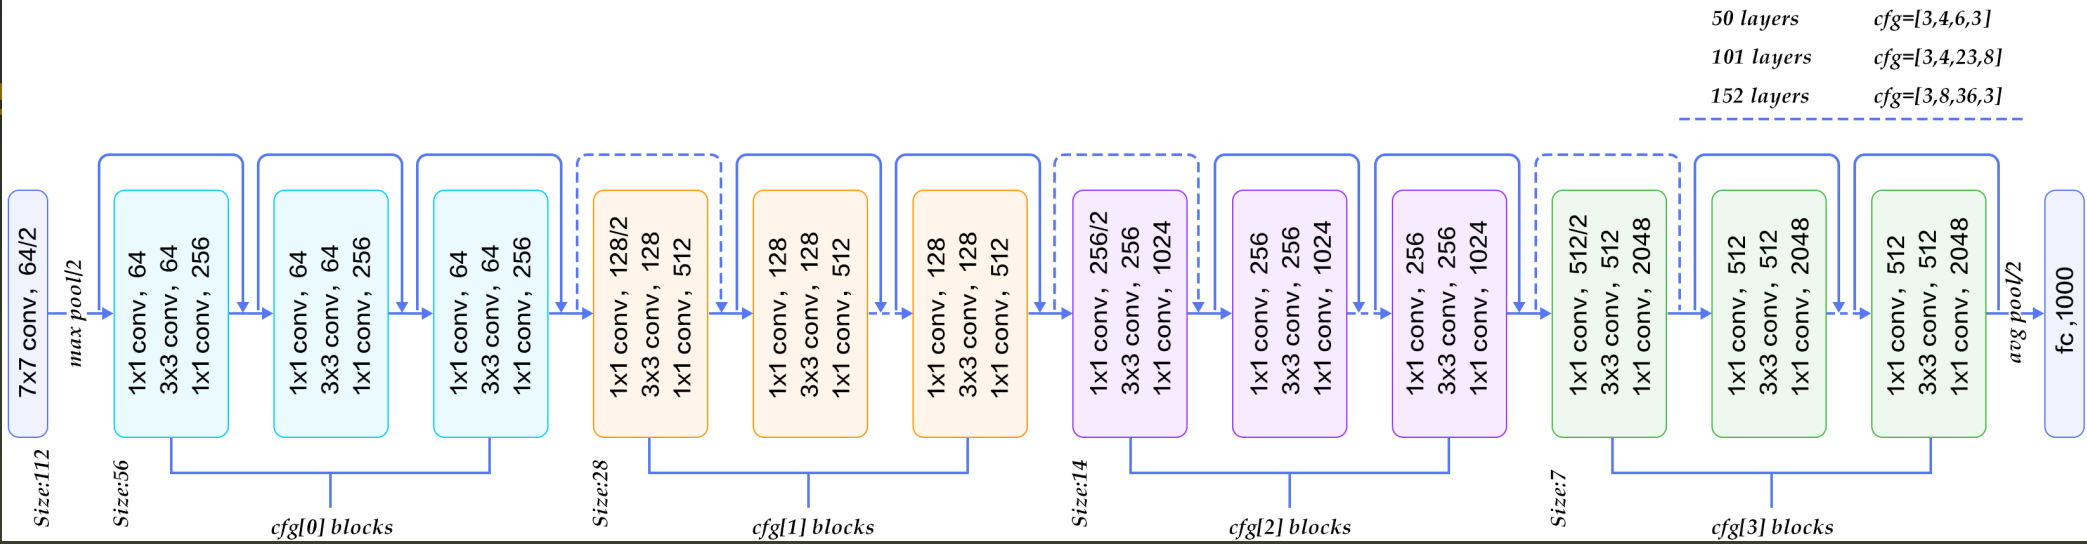 50 layers cfg=[3,4,6,3]
101 layers cfg=[3,4,23,8]
152 layers cfg=[3,8,36,3]
7x7 conv, 64/2
max pool/2
1x1 conv, 64
3x3 conv, 64
1x1 conv, 256
1x1 conv, 64
3x3 conv, 64
1x1 conv, 256
1x1 conv, 64
3x3 conv, 64
1x1 conv, 256
1x1 conv, 128/2
3x3 conv, 128
1x1 conv, 512
1x1 conv, 128
3x3 conv, 128
1x1 conv, 512
1x1 conv, 128
3x3 conv, 128
1x1 conv, 512
1x1 conv, 256/2
3x3 conv, 256
1x1 conv, 1024
1x1 conv, 256
3x3 conv, 256
1x1 conv, 1024
1x1 conv, 256
3x3 conv, 256
1x1 conv, 1024
1x1 conv, 512/2
3x3 conv, 512
1x1 conv, 2048
1x1 conv, 512
3x3 conv, 512
1x1 conv, 2048
1x1 conv, 512
3x3 conv, 512
1x1 conv, 2048
avg pool/2
fc ,1000
Size:112
Size:56
cfg[0] blocks
Size:28
cfg[1] blocks
Size:14
cfg[2] blocks
Size:7
cfg[3] blocks